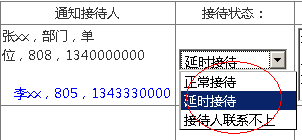 通知接待人
接待状态：
张xx，部门，单
位，808，1340000000
李xx，805，1343330000
延时接待
正常接待
延时接待
接待人联系不上